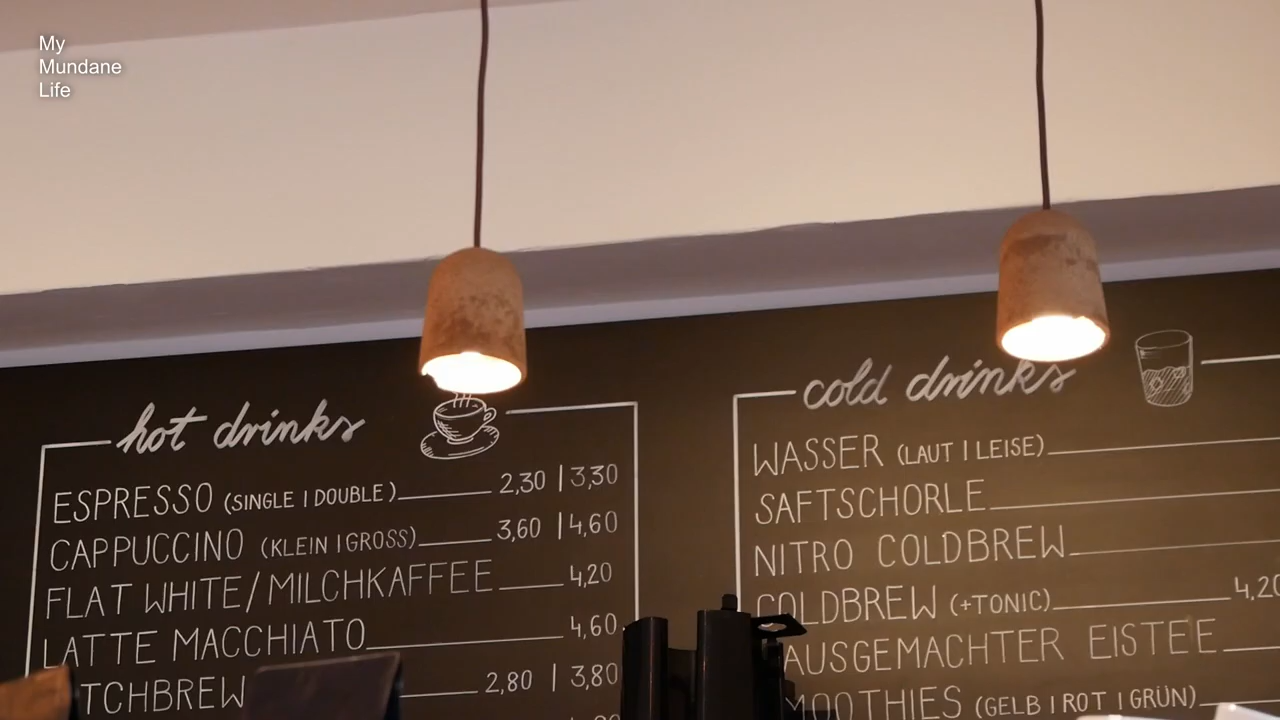 My
Mundane
Life
hot drinks
ESPRESSO (SINGLE | DOUBLE) 2,30 | 3,30
CAPPUCCINO (KLEIN | GROSS) 3,60 | 4,60
FLAT WHITE/MILCHKAFFEE 4,20
LATTE MACCHIATO 4,60
TCHBREW 2,80 | 3,80
cold drinks
WASSER (LAUT | LEISE)
SAFTSCHORLE
NITRO COLDBREW
COLDBREW (+TONIC) 4,20
AUSGEMACHTER EISTEE
MOOTHIES (GELB | ROT | GRÜN)